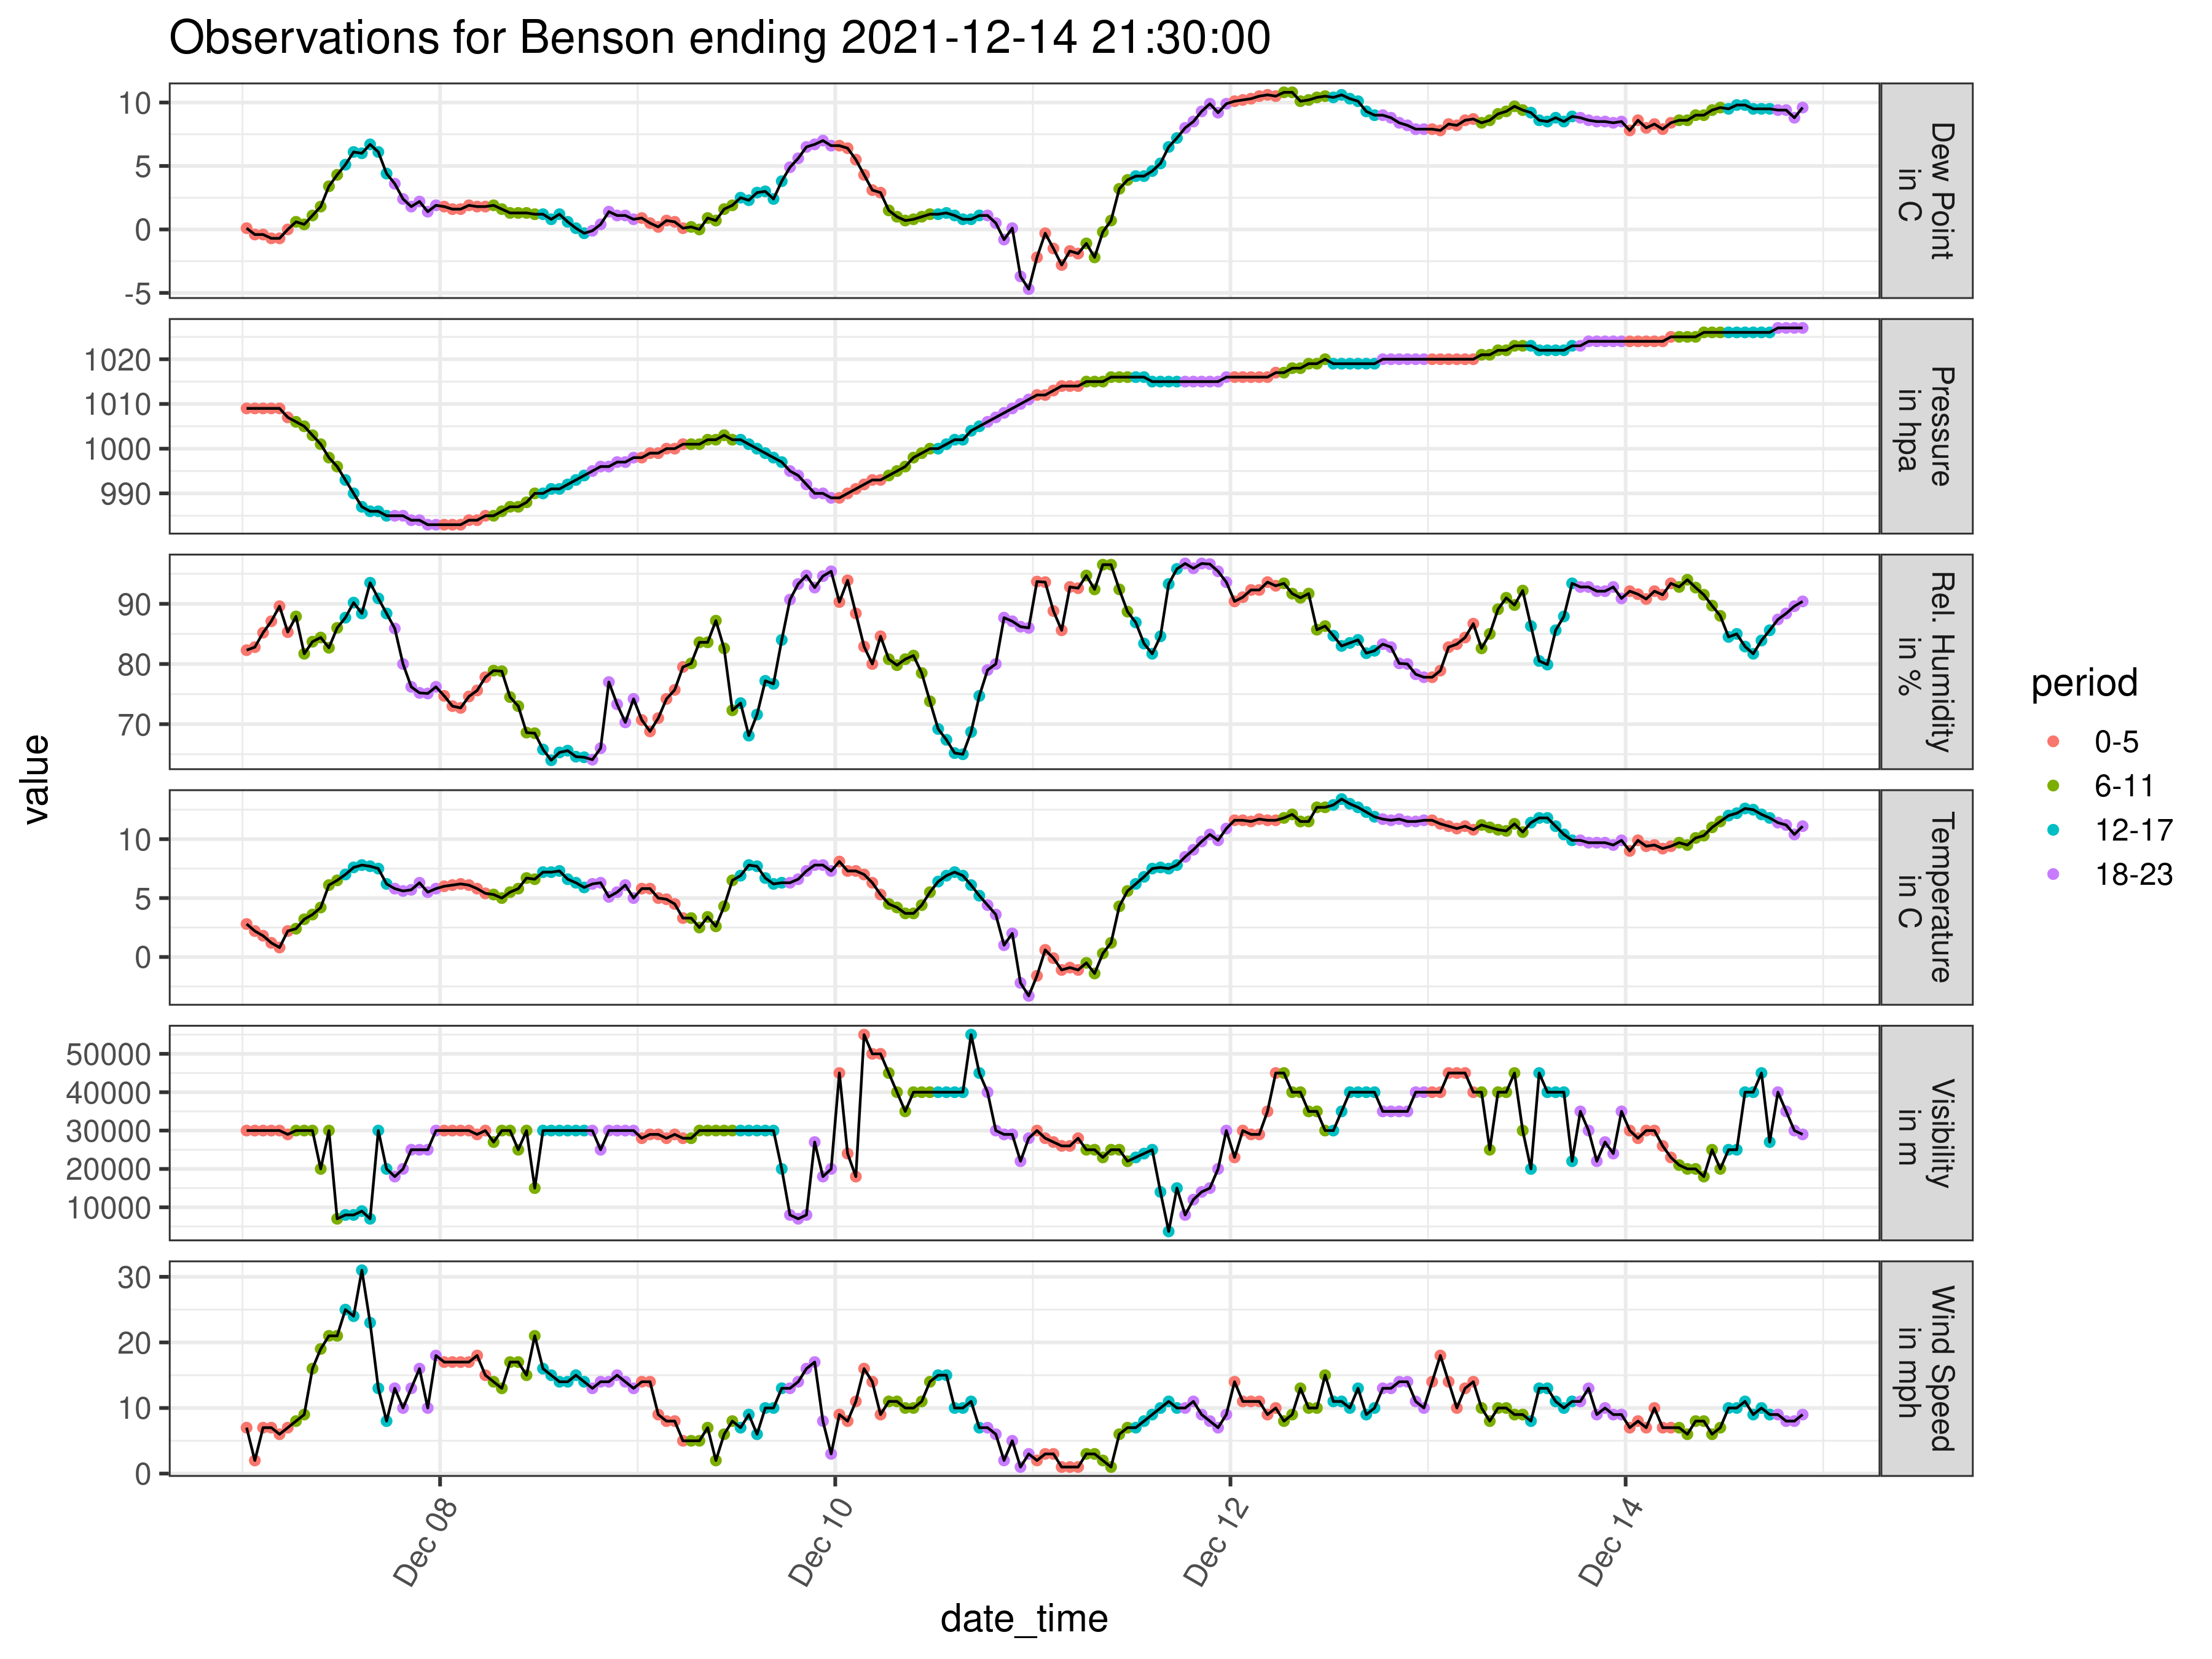 Observations for Benson ending 2021-12-14 21:30:00
10
5
0
-5
Dew Point
in C
1020
1010
1000
990
Pressure
in hpa
90
80
70
Rel. Humidity
in %
10
5
0
Temperature
in C
50000
40000
30000
20000
10000
Visibility
in m
30
20
10
0
Wind Speed
in mph
value
Dec 08
Dec 10
Dec 12
Dec 14
date_time
period
0-5
6-11
12-17
18-23